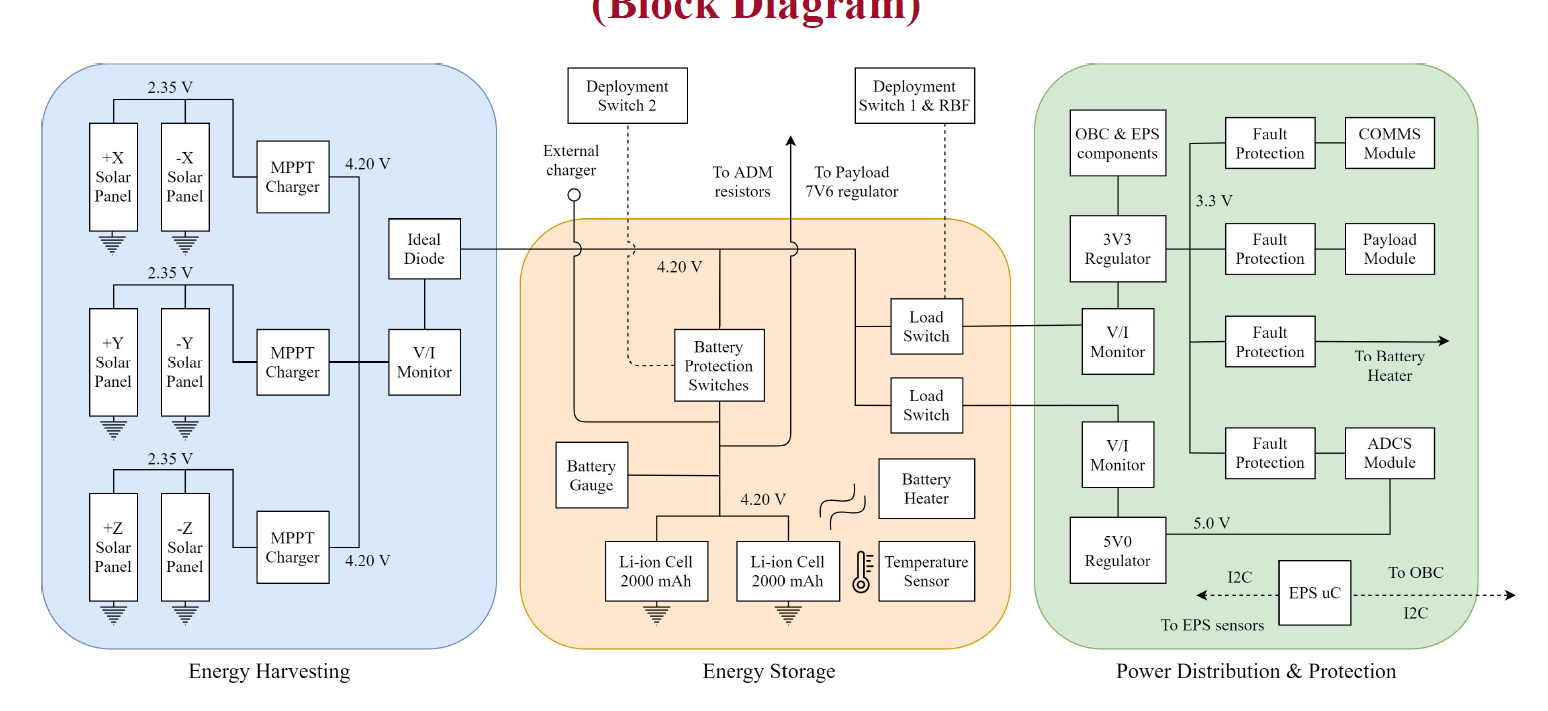 (Block Diagram)
2.35 V
+X
Solar
Panel
-X
Solar
Panel
MPPT
Charger
4.20 V
2.35 V
+Y
Solar
Panel
-Y
Solar
Panel
MPPT
Charger
2.35 V
+Z
Solar
Panel
-Z
Solar
Panel
MPPT
Charger
4.20 V
Ideal
Diode
V/I
Monitor
Energy Harvesting
Deployment
Switch 2
Deployment
Switch 1 & RBF
External
charger
To ADM
resistors
To Payload
7V6 regulator
4.20 V
Battery
Protection
Switches
Load
Switch
Load
Switch
Battery
Gauge
4.20 V
Battery
Heater
Li-ion Cell
2000 mAh
Li-ion Cell
2000 mAh
Temperature
Sensor
Energy Storage
OBC & EPS
components
3V3
Regulator
V/I
Monitor
V/I
Monitor
5V0
Regulator
3.3 V
Fault
Protection
COMMS
Module
Fault
Protection
Payload
Module
Fault
Protection
To Battery
Heater
Fault
Protection
ADCS
Module
5.0 V
I2C
EPS uC
To OBC
I2C
To EPS sensors
Power Distribution & Protection